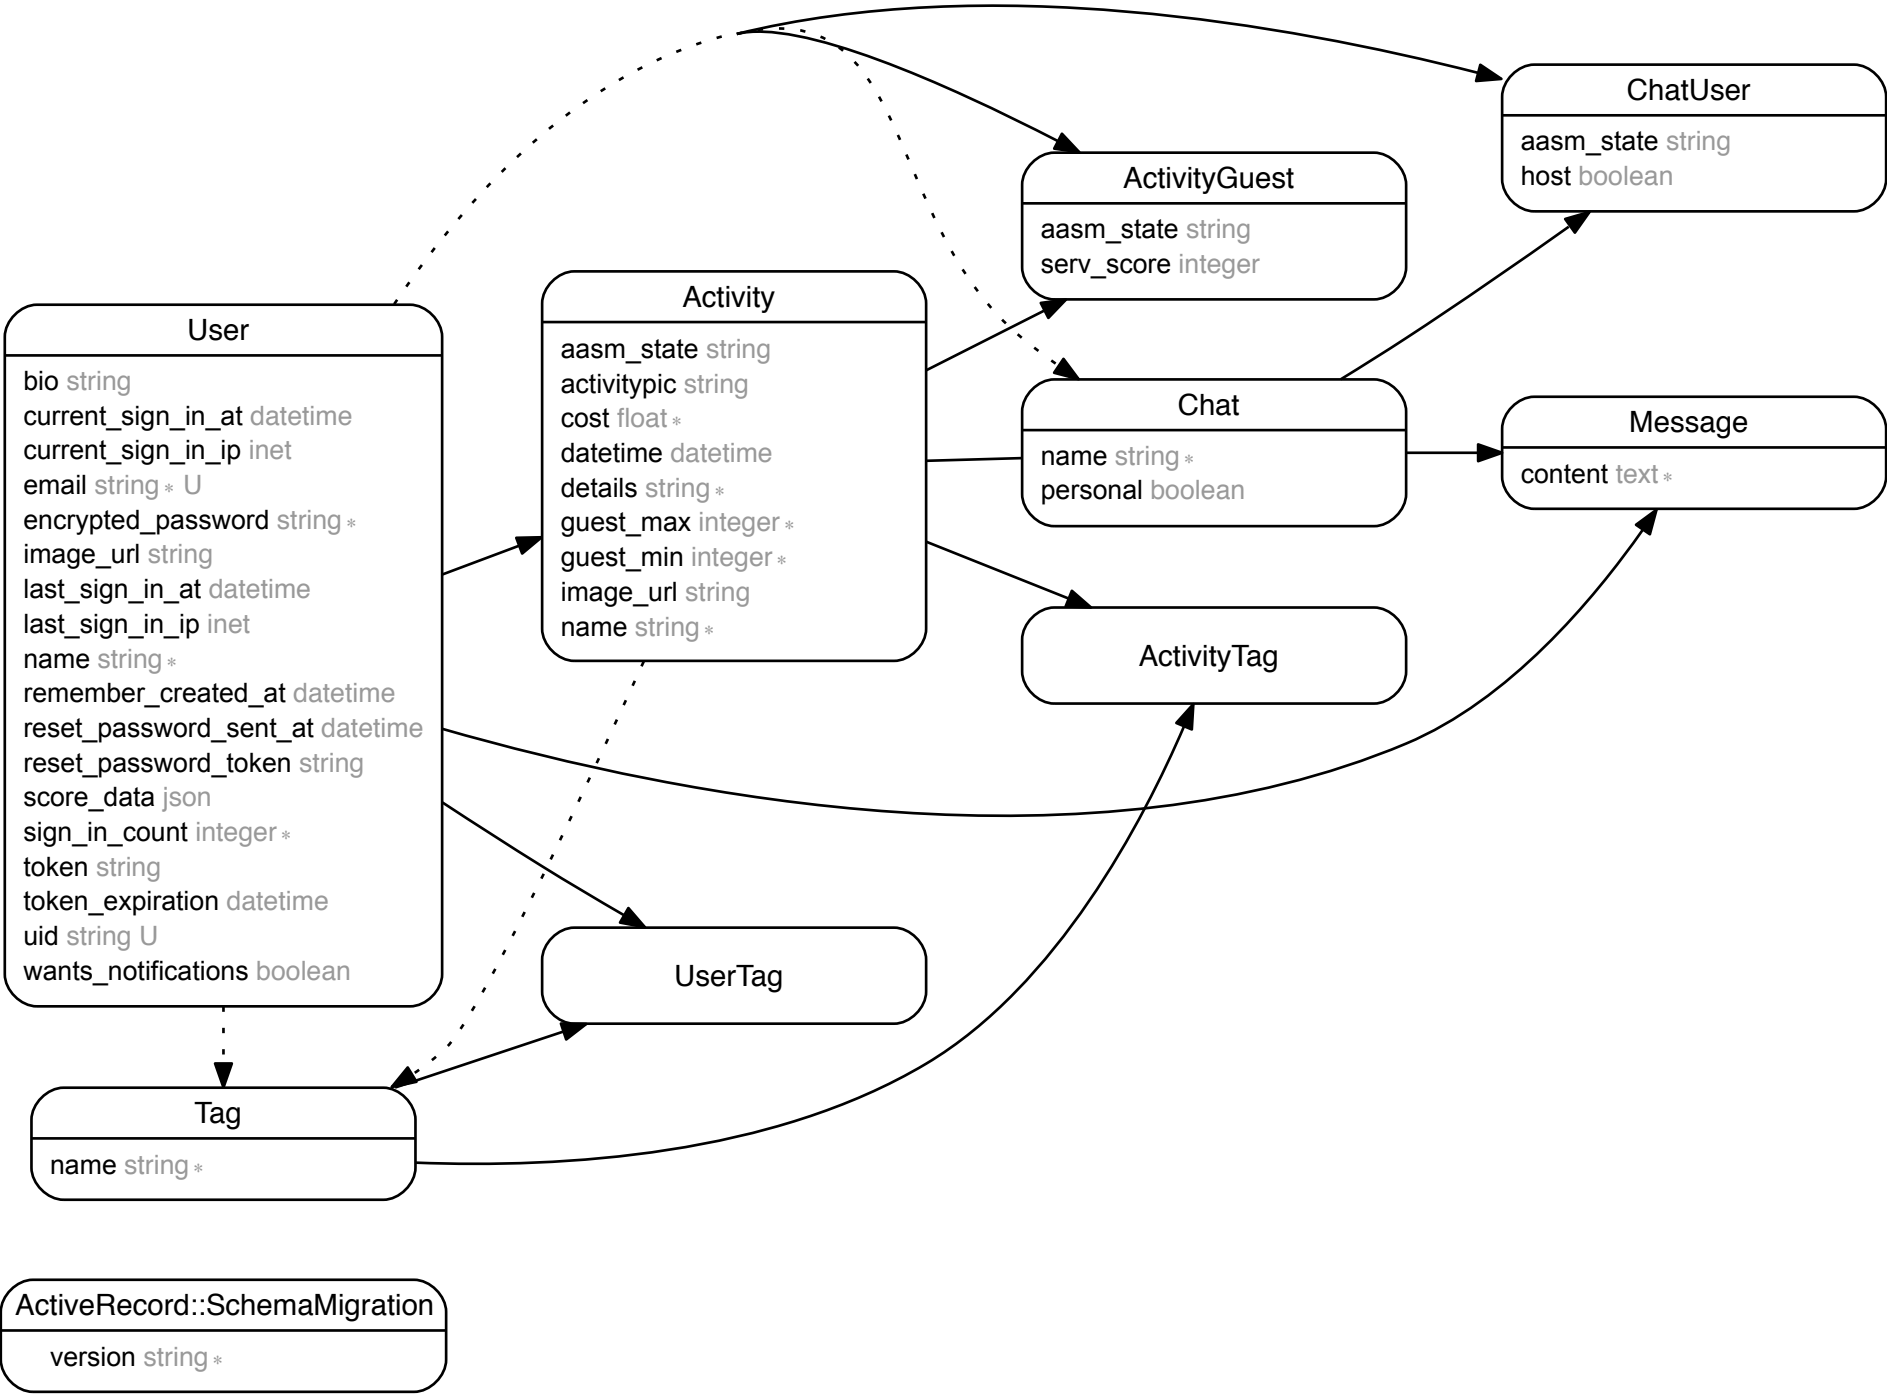 ChatUser
aasm_state string
host boolean
ActivityGuest
aasm_state string
serv_score integer
Activity
aasm_state string
activitypic string
cost float *
datetime datetime
details string *
guest_max integer *
guest_min integer *
image_url string
name string *
User
bio string
current_sign_in_at datetime
current_sign_in_ip inet
email string * U
encrypted_password string *
image_url string
last_sign_in_at datetime
last_sign_in_ip inet
name string *
remember_created_at datetime
reset_password_sent_at datetime
reset_password_token string
score_data json
sign_in_count integer *
token string
token_expiration datetime
uid string U
wants_notifications boolean
Chat
name string *
personal boolean
Message
content text *
ActivityTag
UserTag
Tag
name string *
ActiveRecord::SchemaMigration
version string *